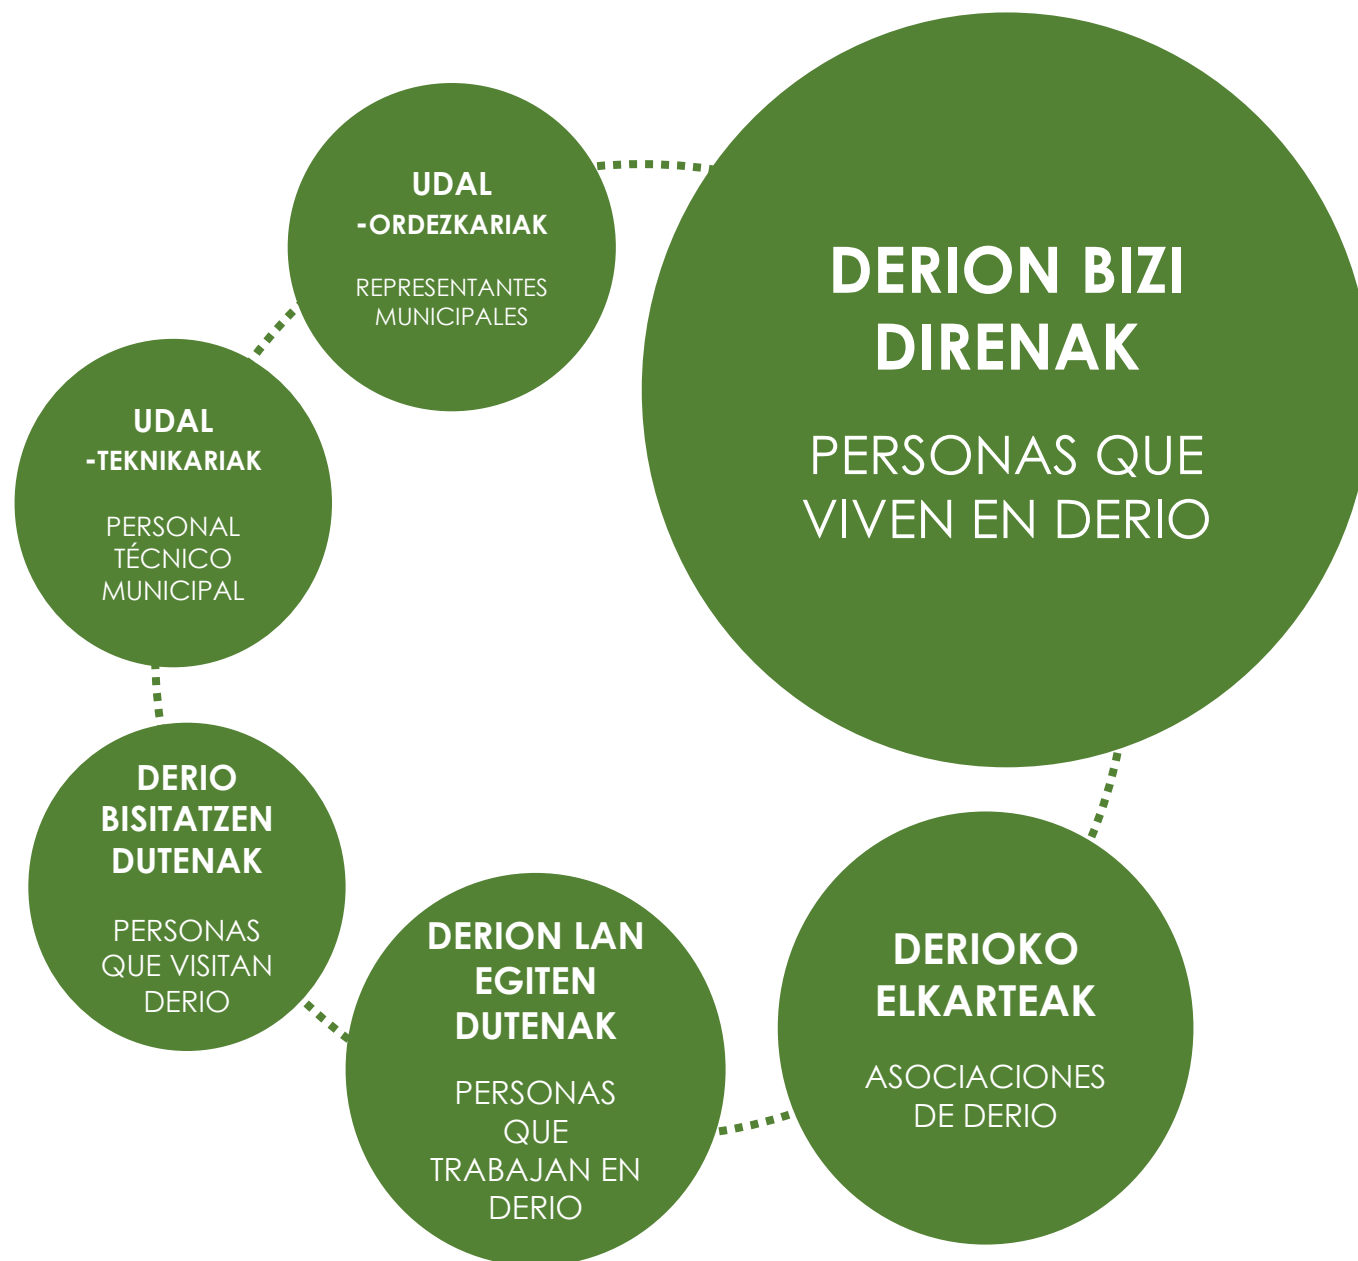 UDAL
-ORDEZKARIAK
REPRESENTANTES
MUNICIPALES
DERION BIZI
DIRENAK
PERSONAS QUE
VIVEN EN DERIO
UDAL
-TEKNIKARIAK
PERSONAL
TÉCNICO
MUNICIPAL
DERIO
BISITATZEN
DUTENAK
PERSONAS
QUE VISITAN
DERIO
DERION LAN
EGITEN
DUTENAK
PERSONAS
QUE
TRABAJAN EN
DERIO
DERIOKO
ELKARTEAK
ASOCIACIONES
DE DERIO